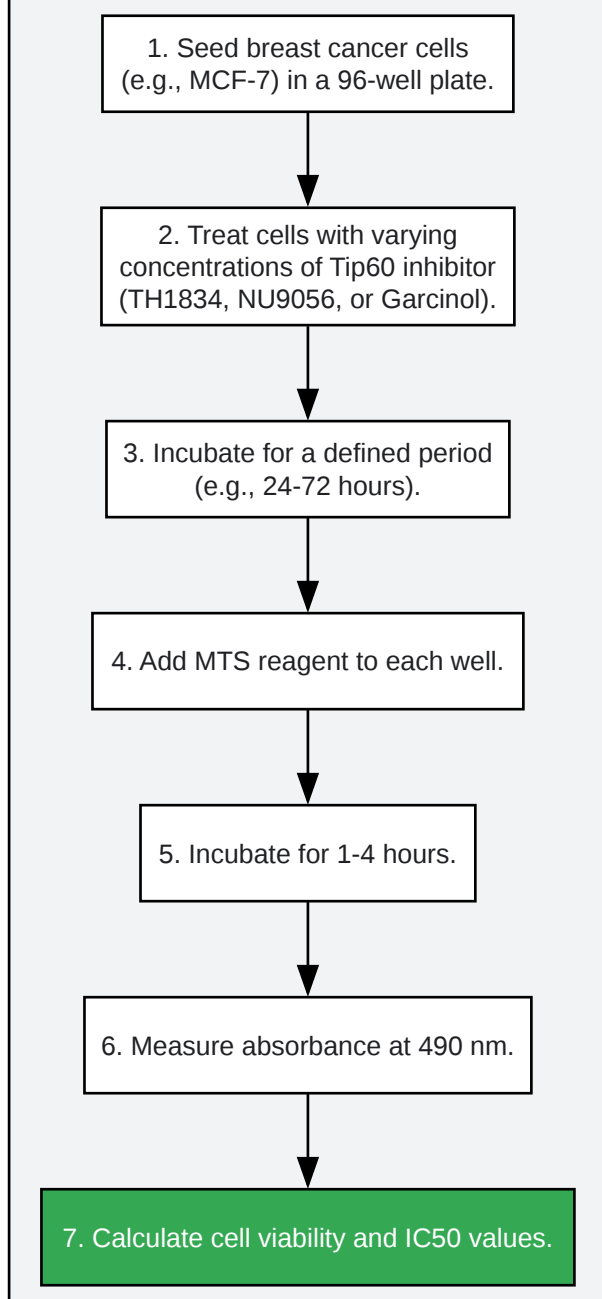 1. Seed breast cancer cells
(e.g., MCF-7) in a 96-well plate.
2. Treat cells with varying
concentrations of Tip60 inhibitor
(TH1834, NU9056, or Garcinol).
3. Incubate for a defined period
(e.g., 24-72 hours).
4. Add MTS reagent to each well.
5. Incubate for 1-4 hours.
6. Measure absorbance at 490 nm.
7. Calculate cell viability and IC50 values.